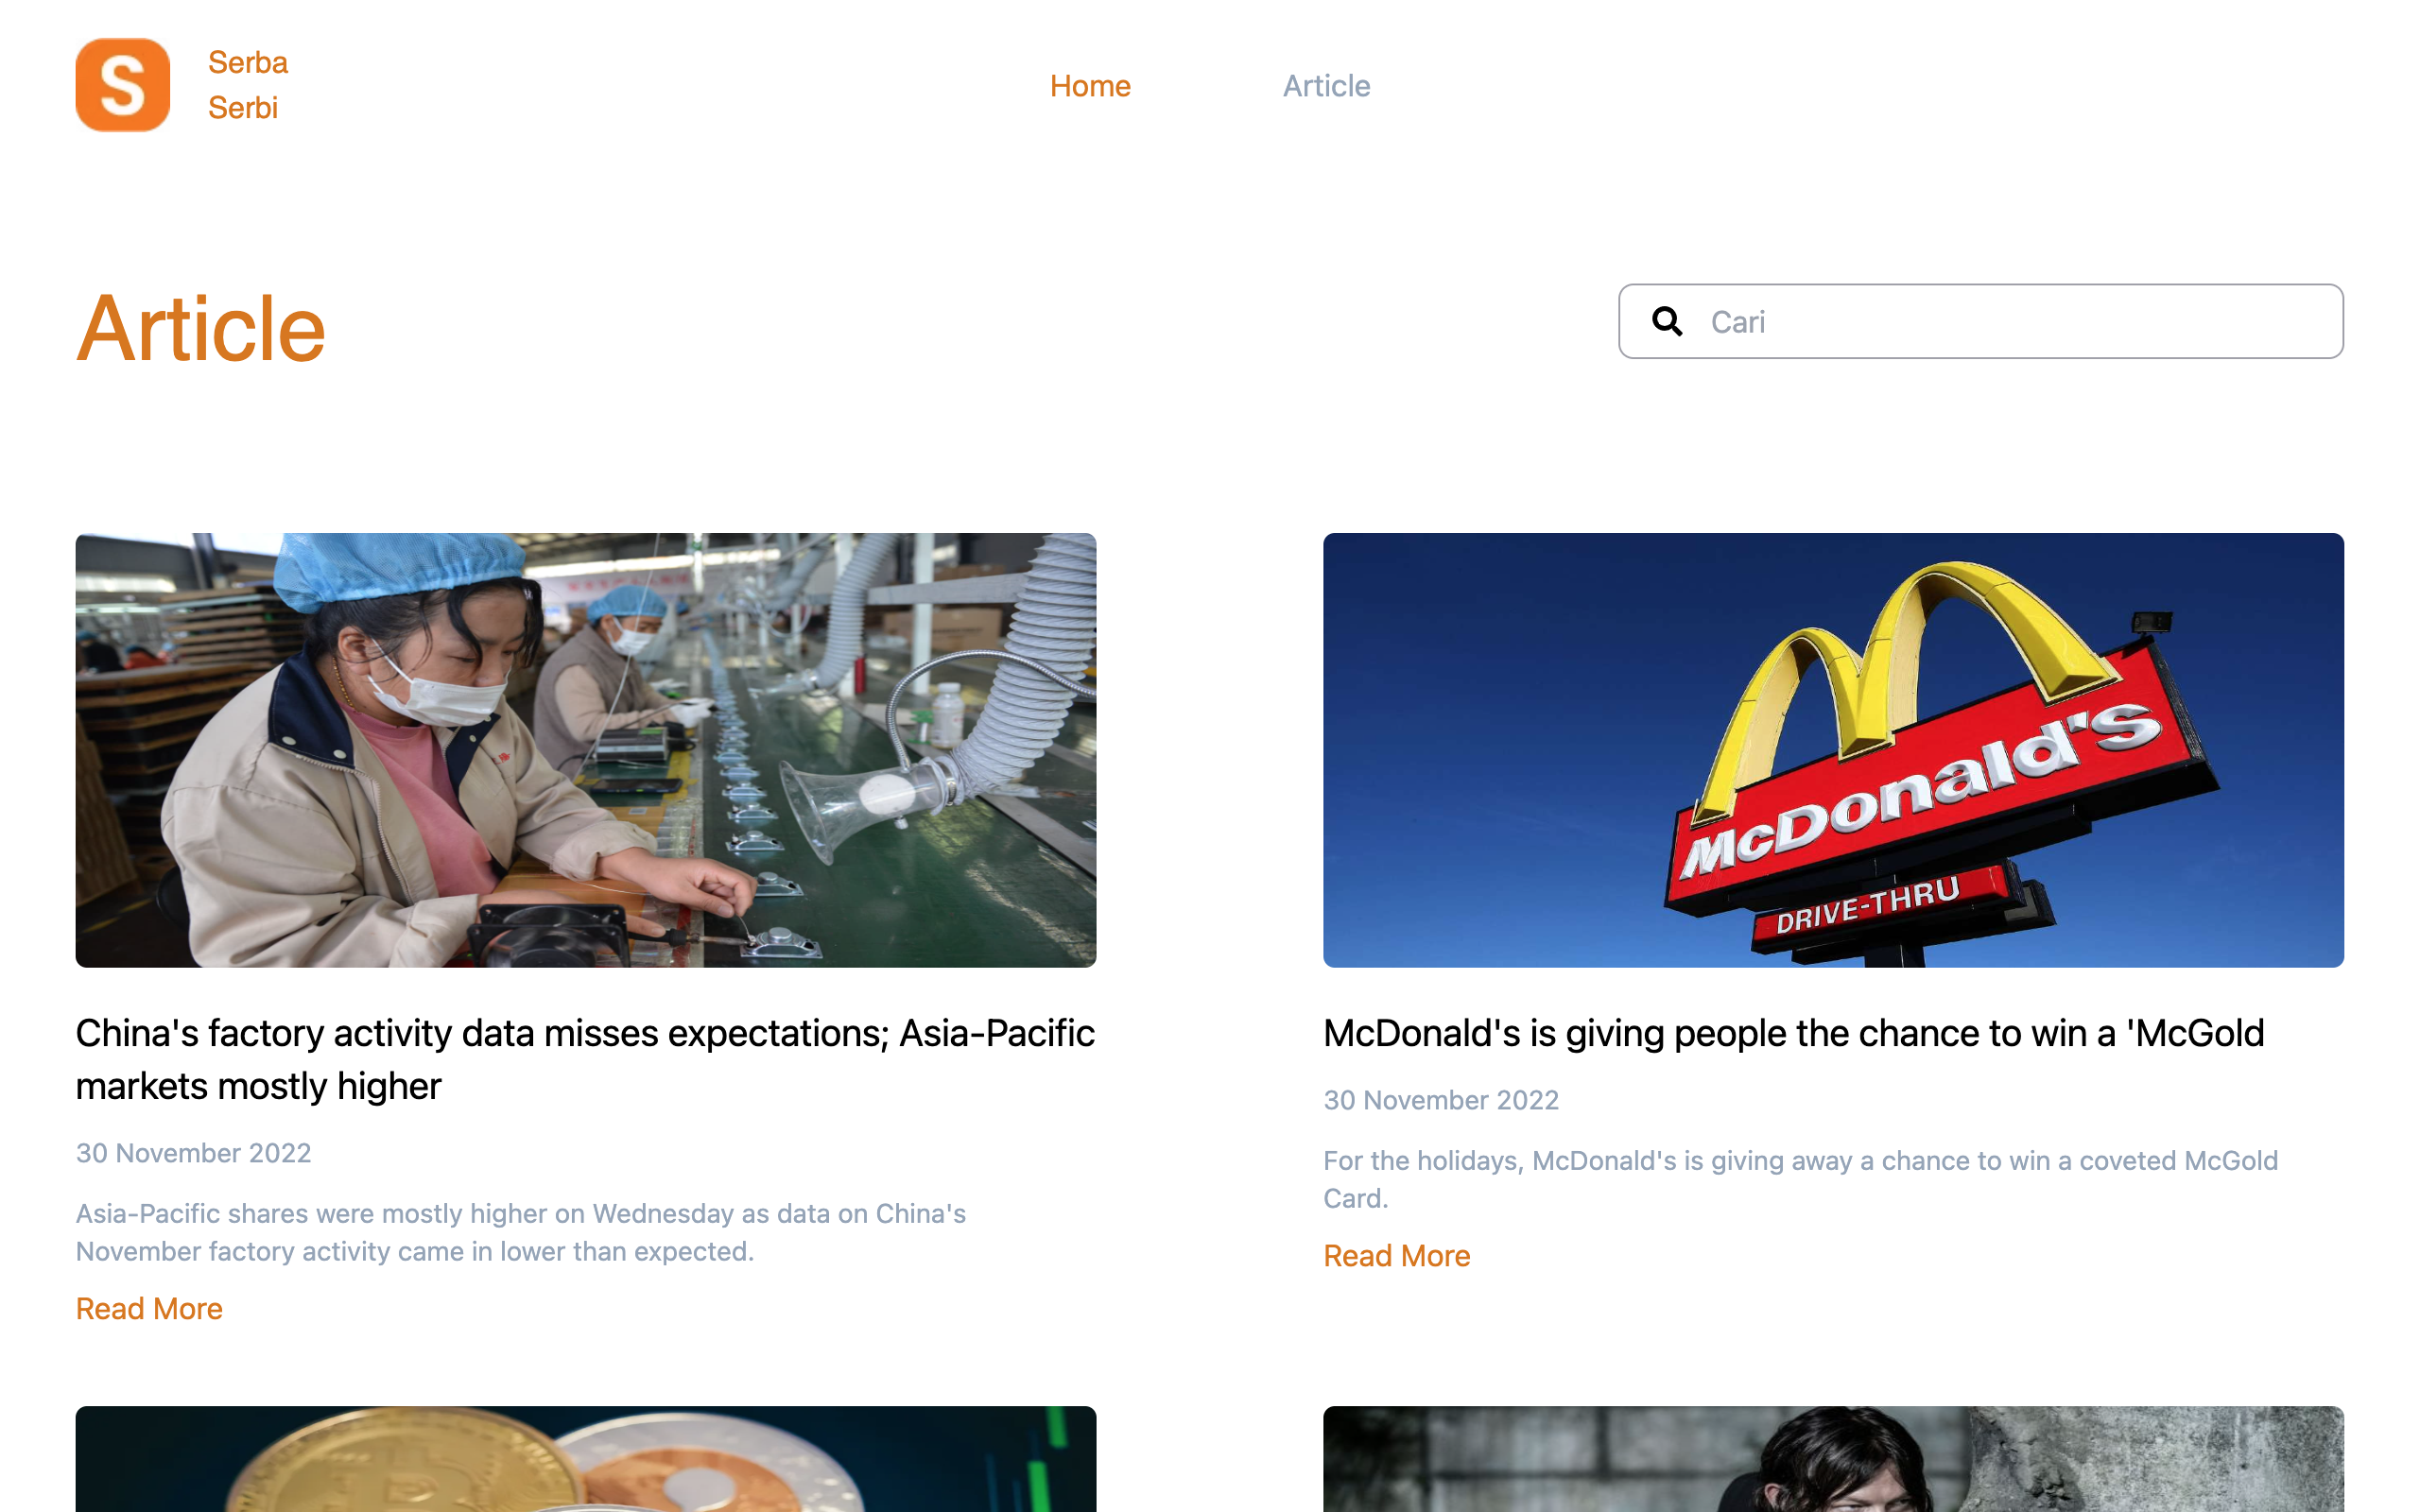 S
Serba
Serbi
Home
Article
Article
Cari
McDonald's
DRIVE-THRU
China's factory activity data misses expectations; Asia-Pacific
markets mostly higher
30 November 2022
Asia-Pacific shares were mostly higher on Wednesday as data on China's
November factory activity came in lower than expected.
Read More
McDonald's is giving people the chance to win a 'McGold
30 November 2022
For the holidays, McDonald's is giving away a chance to win a coveted McGold
Card.
Read More